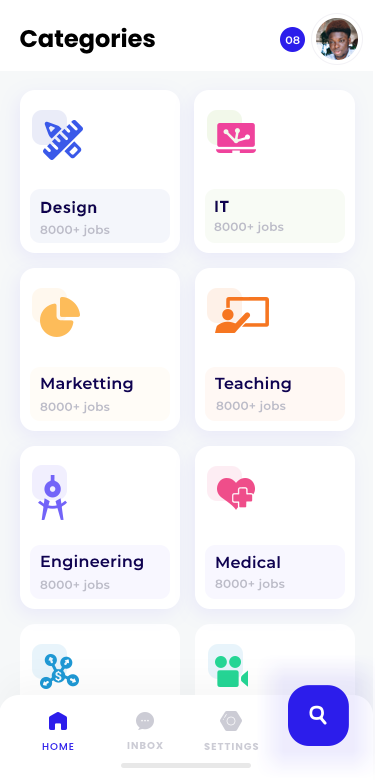 Categories
08
Design
8000+ jobs
IT
8000+ jobs
Marketting
8000+ jobs
Teaching
8000+ jobs
Engineering
8000+ jobs
Medical
8000+ jobs
$
HOME
INBOX
SETTINGS